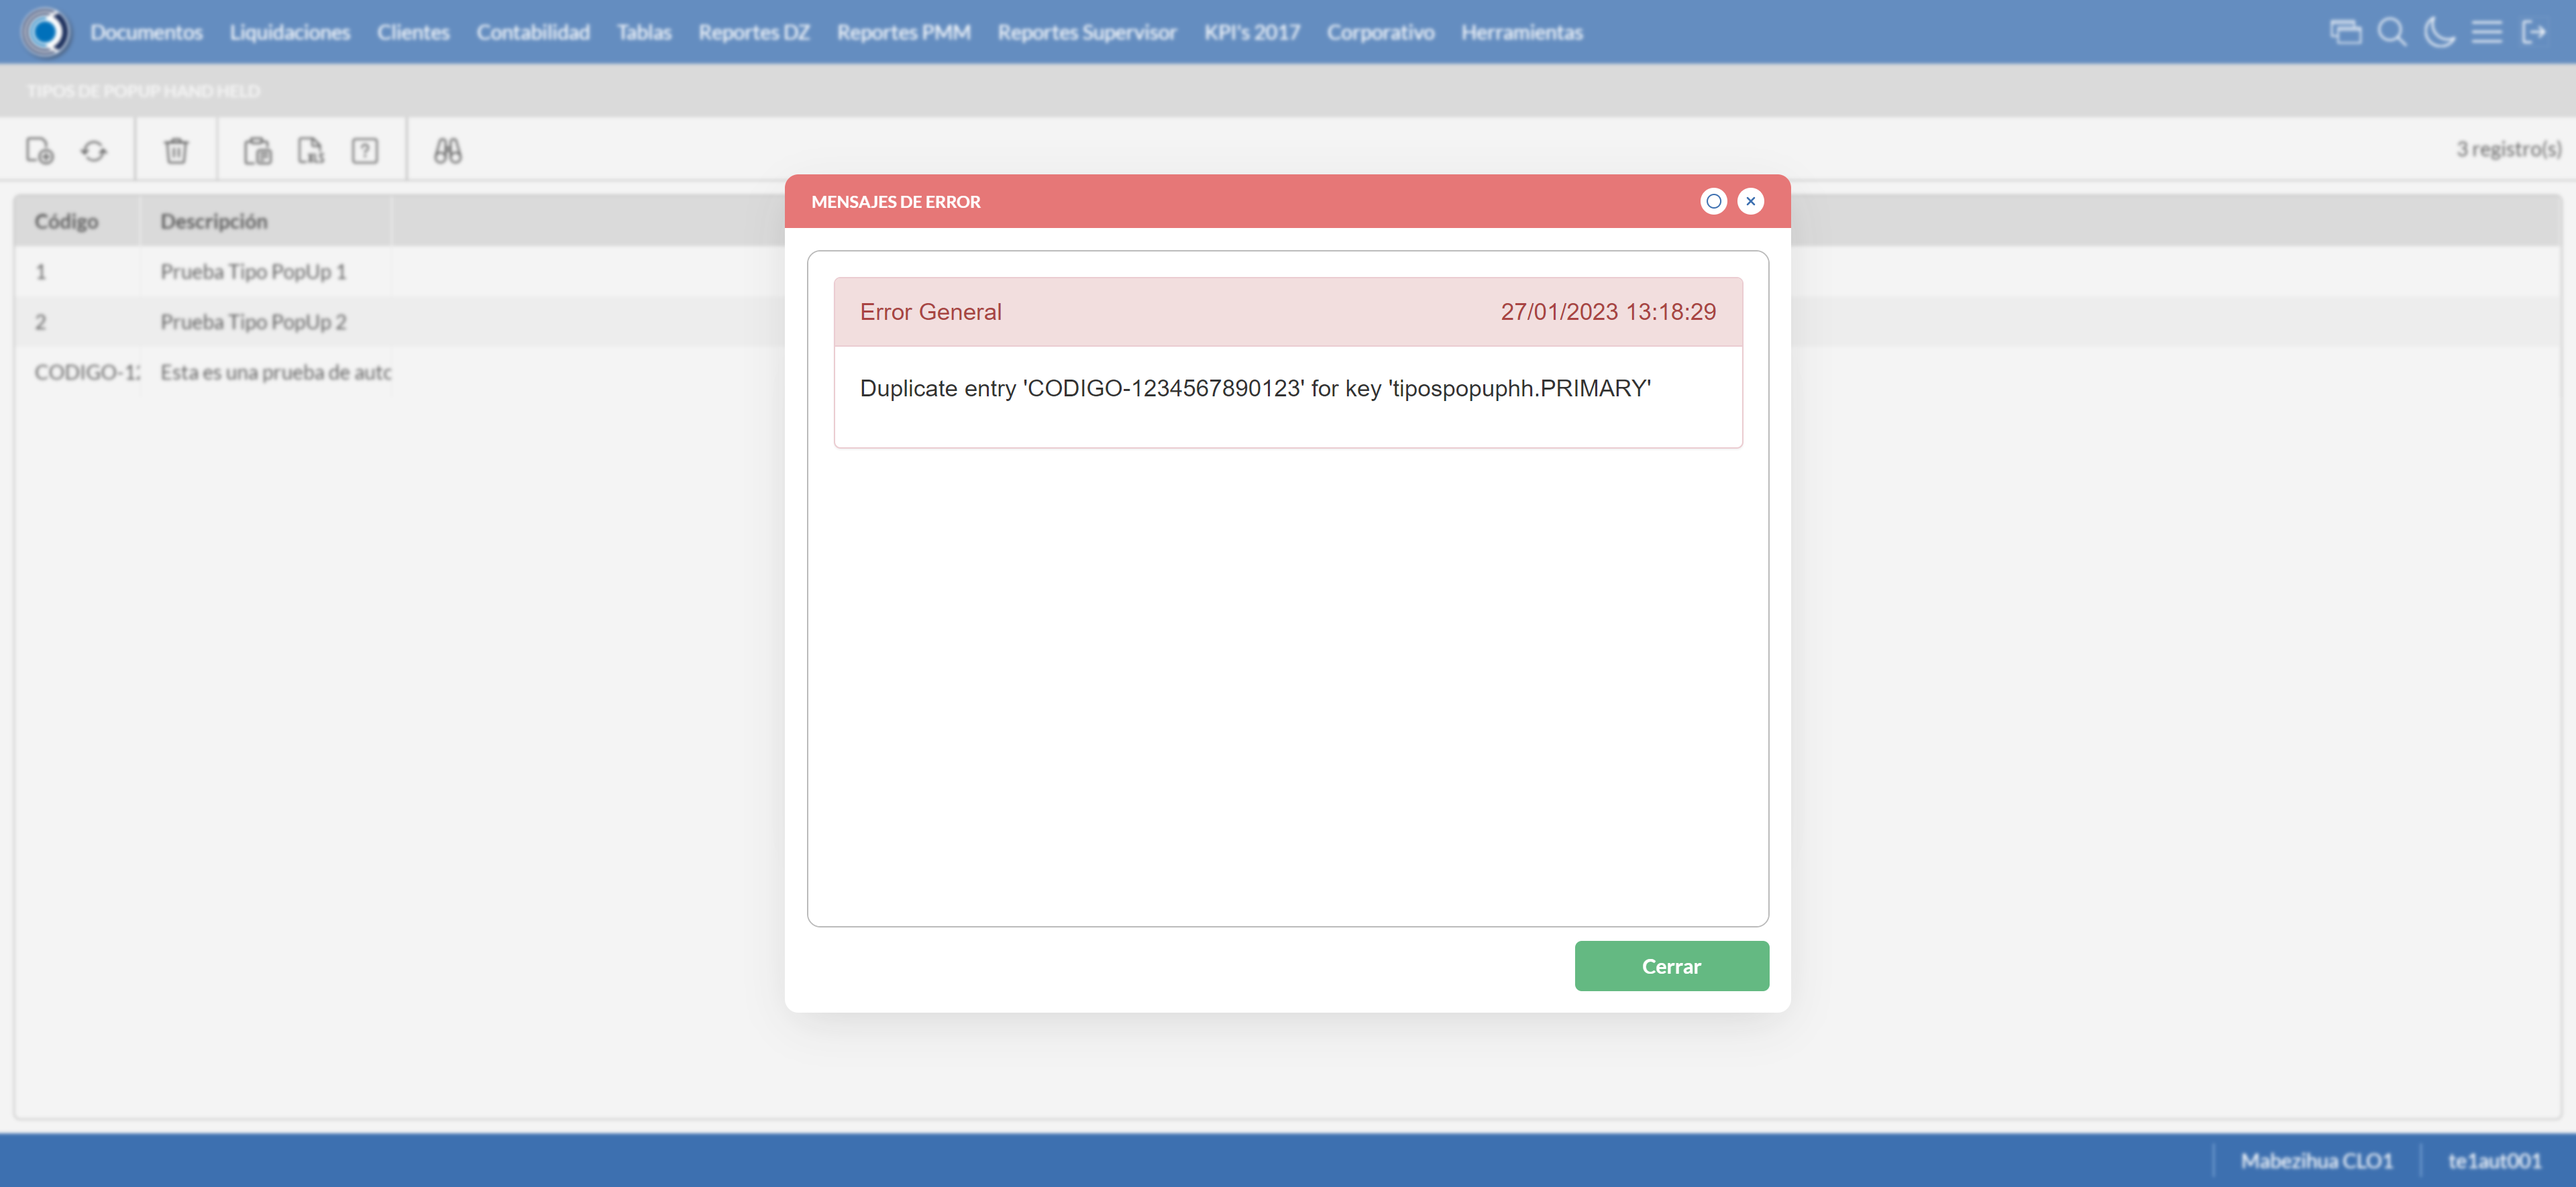 Documentos Liquidaciones Clientes Contabilidad Tablas Reportes DZ Reportes PMM Reportes Supervisor KPI's 2017 Corporativo Herramientas
TIPOS DE POPUP HAND HELD
3 registro(s)
MENSAJES DE ERROR
Código Descripción
1 Prueba Tipo PopUp 1
2 Prueba Tipo PopUp 2
CODIGO-12 Esta es una prueba de auto
Error General 27/01/2023 13:18:29
Duplicate entry 'CODIGO-1234567890123' for key 'tipospopuphh.PRIMARY'
Cerrar
Mabezihua CLO1 te1aut001